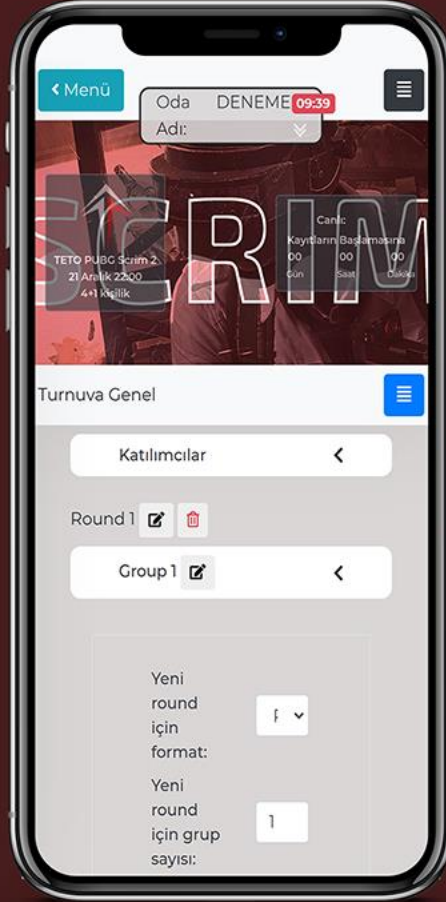 Menü
Oda DENEME 09:39
Adı:
SCRIM
TETO PUBG Scrim 2
21 Aralık 22:00
4+1 kişilik
Canlı:
Kayıtların Başlamasına
00 00 00
Gün Saat Dakika
Turnuva Genel
Katılımcılar
Round 1
Group 1
Yeni
round
için
format:
Yeni
round
için grup
sayısı:
1